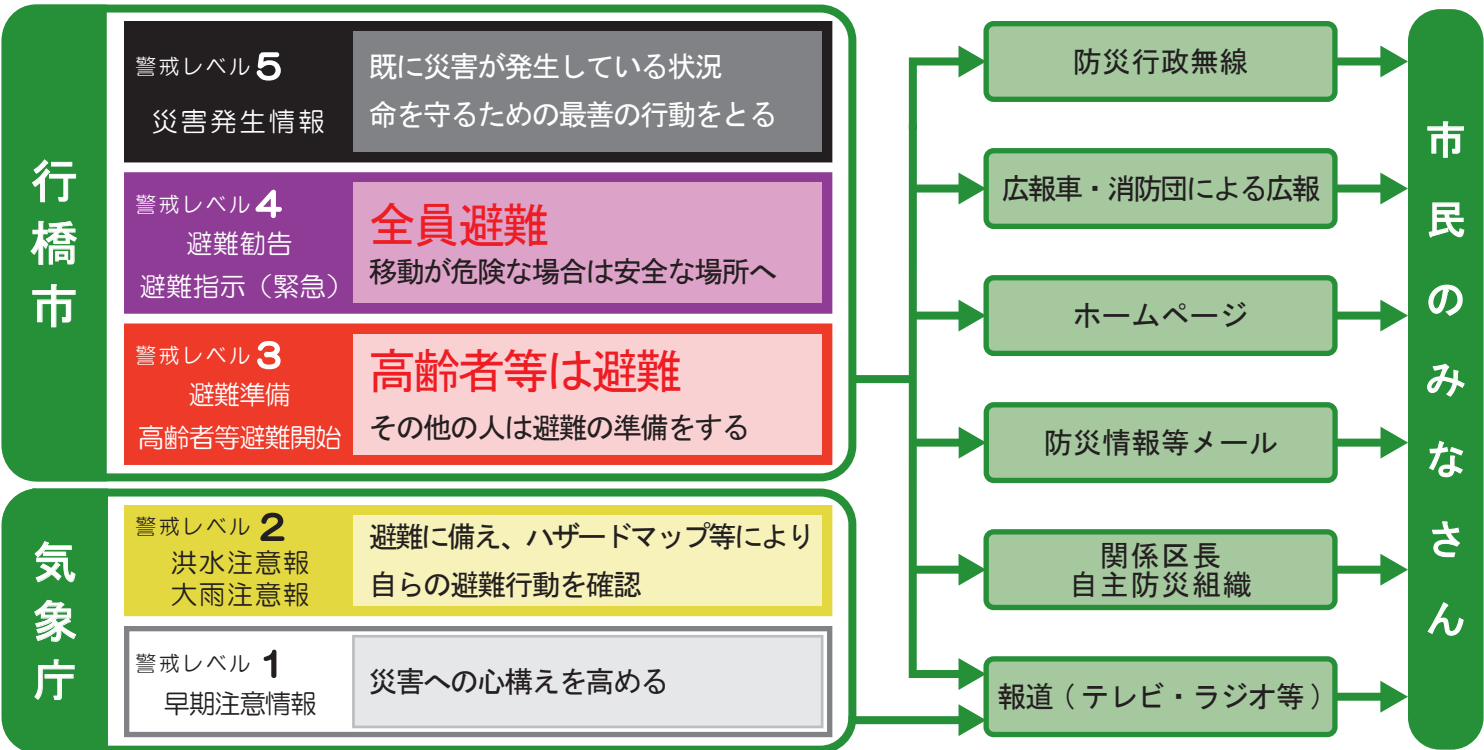 行橋市
警戒レベル 5
災害発生情報
既に災害が発生している状況
命を守るための最善の行動をとる
警戒レベル 4
避難勧告
避難指示（緊急）
全員避難
移動が危険な場合は安全な場所へ
警戒レベル 3
避難準備
高齢者等避難開始
高齢者等は避難
その他の人は避難の準備をする
気象庁
警戒レベル 2
洪水注意報
大雨注意報
避難に備え、ハザードマップ等により
自らの避難行動を確認
警戒レベル 1
早期注意情報
災害への心構えを高める
防災行政無線
広報車・消防団による広報
ホームページ
防災情報等メール
関係区長
自主防災組織
報道（テレビ・ラジオ等）
市民のみなさん